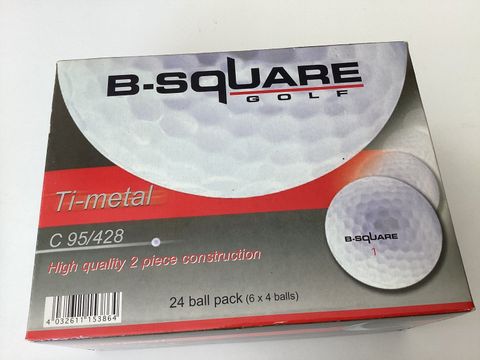 B-SQUARE
GOLF
Ti-metal
C 95/428
High quality 2 piece construction
B-SQUARE
1
24 ball pack (6 x 4 balls)
4 032611 153864